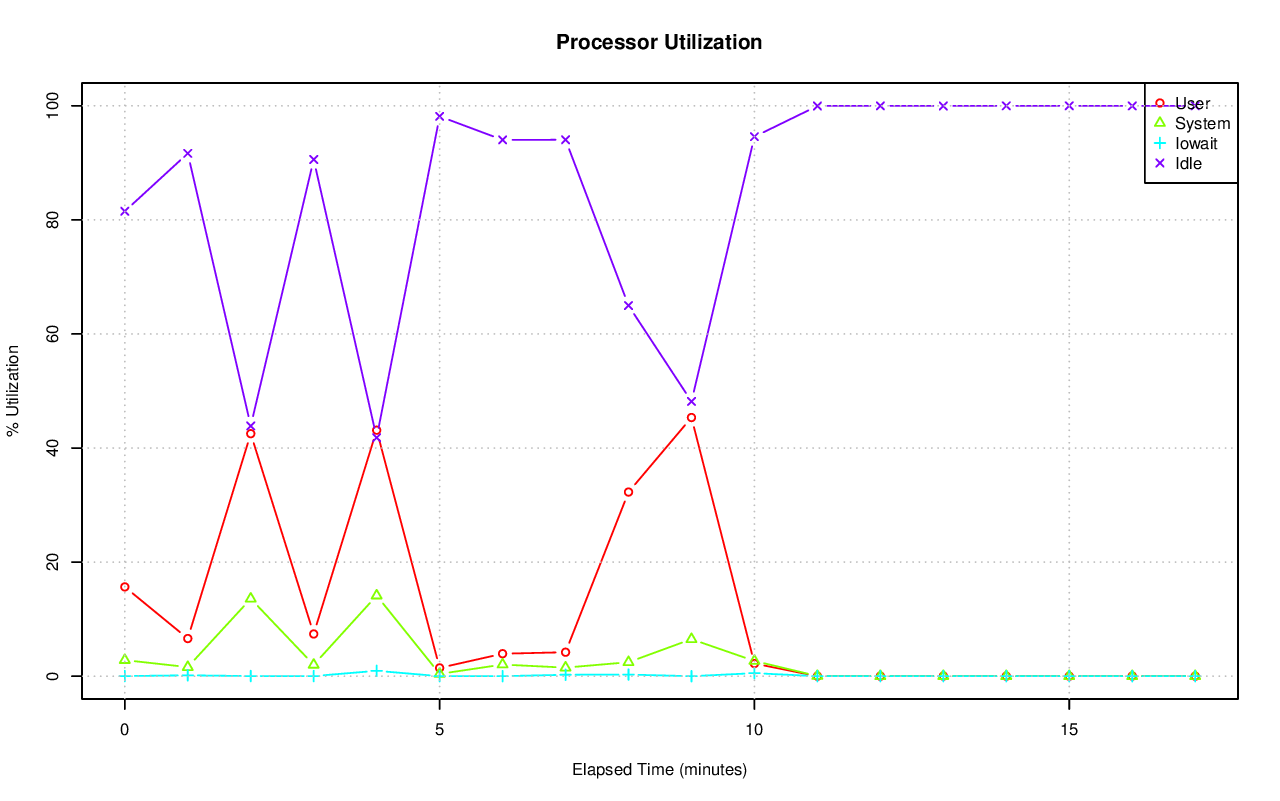 Processor Utilization
% Utilization
100
80
60
40
20
0
User
System
Iowait
Idle
0 5 10 15
Elapsed Time (minutes)